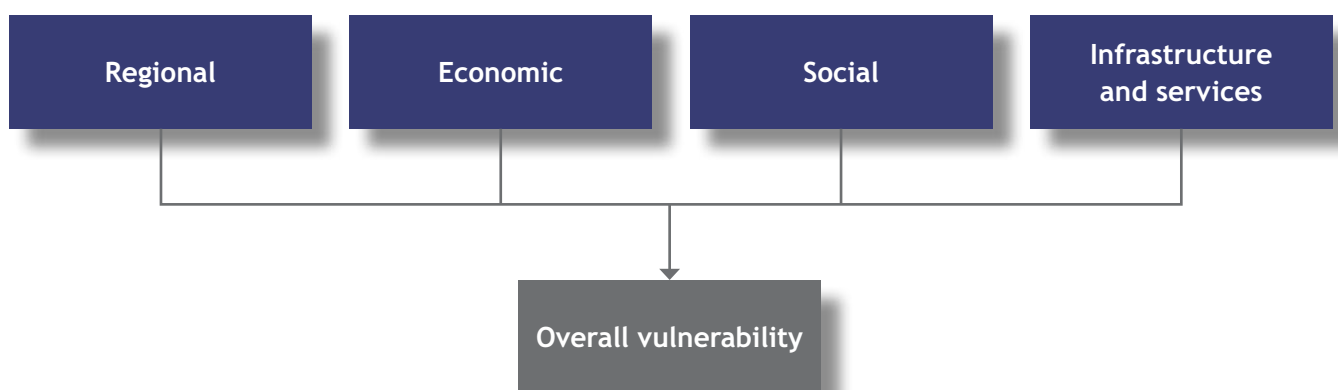 Regional
Economic
Social
Infrastructure
and services
Overall vulnerability